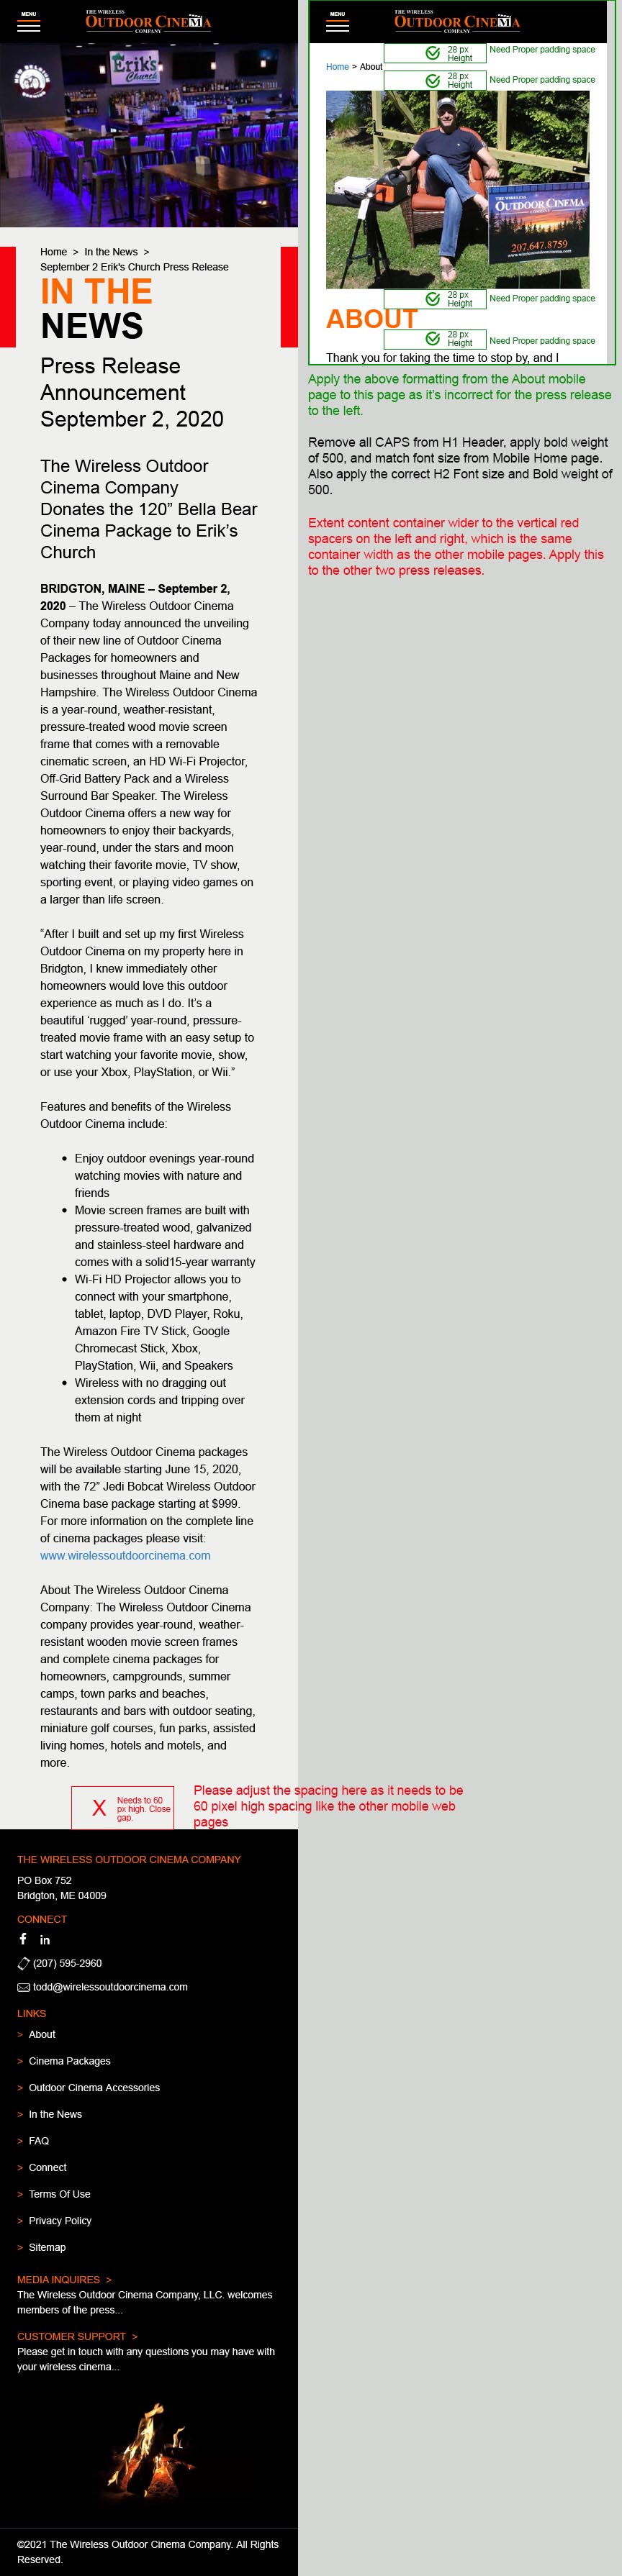 MENU
THE WIRELESS
OUTDOOR CINEMA
COMPANY
Erik's
Church
Home > In the News >
September 2 Erik's Church Press Release
IN THE
NEWS
Press Release
Announcement
September 2, 2020
The Wireless Outdoor
Cinema Company
Donates the 120” Bella Bear
Cinema Package to Erik’s
Church
BRIDGTON, MAINE – September 2,
2020 – The Wireless Outdoor Cinema
Company today announced the unveiling
of their new line of Outdoor Cinema
Packages for homeowners and
businesses throughout Maine and New
Hampshire. The Wireless Outdoor Cinema
is a year-round, weather-resistant,
pressure-treated wood movie screen
frame that comes with a removable
cinematic screen, an HD Wi-Fi Projector,
Off-Grid Battery Pack and a Wireless
Surround Bar Speaker. The Wireless
Outdoor Cinema offers a new way for
homeowners to enjoy their backyards,
year-round, under the stars and moon
watching their favorite movie, TV show,
sporting event, or playing video games on
a larger than life screen.
“After I built and set up my first Wireless
Outdoor Cinema on my property here in
Bridgton, I knew immediately other
homeowners would love this outdoor
experience as much as I do. It’s a
beautiful ‘rugged’ year-round, pressure-
treated movie frame with an easy setup to
start watching your favorite movie, show,
or use your Xbox, PlayStation, or Wii.”
Features and benefits of the Wireless
Outdoor Cinema include:
• Enjoy outdoor evenings year-round
watching movies with nature and
friends
• Movie screen frames are built with
pressure-treated wood, galvanized
and stainless-steel hardware and
comes with a solid15-year warranty
• Wi-Fi HD Projector allows you to
connect with your smartphone,
tablet, laptop, DVD Player, Roku,
Amazon Fire TV Stick, Google
Chromecast Stick, Xbox,
PlayStation, Wii, and Speakers
• Wireless with no dragging out
extension cords and tripping over
them at night
The Wireless Outdoor Cinema packages
will be available starting June 15, 2020,
with the 72” Jedi Bobcat Wireless Outdoor
Cinema base package starting at $999.
For more information on the complete line
of cinema packages please visit:
www.wirelessoutdoorcinema.com
About The Wireless Outdoor Cinema
Company: The Wireless Outdoor Cinema
company provides year-round, weather-
resistant wooden movie screen frames
and complete cinema packages for
homeowners, campgrounds, summer
camps, town parks and beaches,
restaurants and bars with outdoor seating,
miniature golf courses, fun parks, assisted
living homes, hotels and motels, and
more.
X
Needs to 60
px high. Close
gap.
Please adjust the spacing here as it needs to be
60 pixel high spacing like the other mobile web
pages
THE WIRELESS OUTDOOR CINEMA COMPANY
PO Box 752
Bridgton, ME 04009
CONNECT
f in
(207) 595-2960
todd@wirelessoutdoorcinema.com
LINKS
> About
> Cinema Packages
> Outdoor Cinema Accessories
> In the News
> FAQ
> Connect
> Terms Of Use
> Privacy Policy
> Sitemap
MEDIA INQUIRES >
The Wireless Outdoor Cinema Company, LLC. welcomes
members of the press...
CUSTOMER SUPPORT >
Please get in touch with any questions you may have with
your wireless cinema...
©2021 The Wireless Outdoor Cinema Company. All Rights
Reserved.
MENU
THE WIRELESS
OUTDOOR CINEMA
COMPANY
28 px
Height
Need Proper padding space
Home > About
28 px
Height
Need Proper padding space
THE WIRELESS
OUTDOOR CINEMA
COMPANY
207.647.8759
www.wirelessoutdoorcinema.com
28 px
Height
Need Proper padding space
ABOUT
28 px
Height
Need Proper padding space
Thank you for taking the time to stop by, and I
Apply the above formatting from the About mobile
page to this page as it’s incorrect for the press release
to the left.
Remove all CAPS from H1 Header, apply bold weight
of 500, and match font size from Mobile Home page.
Also apply the correct H2 Font size and Bold weight of
500.
Extent content container wider to the vertical red
spacers on the left and right, which is the same
container width as the other mobile pages. Apply this
to the other two press releases.